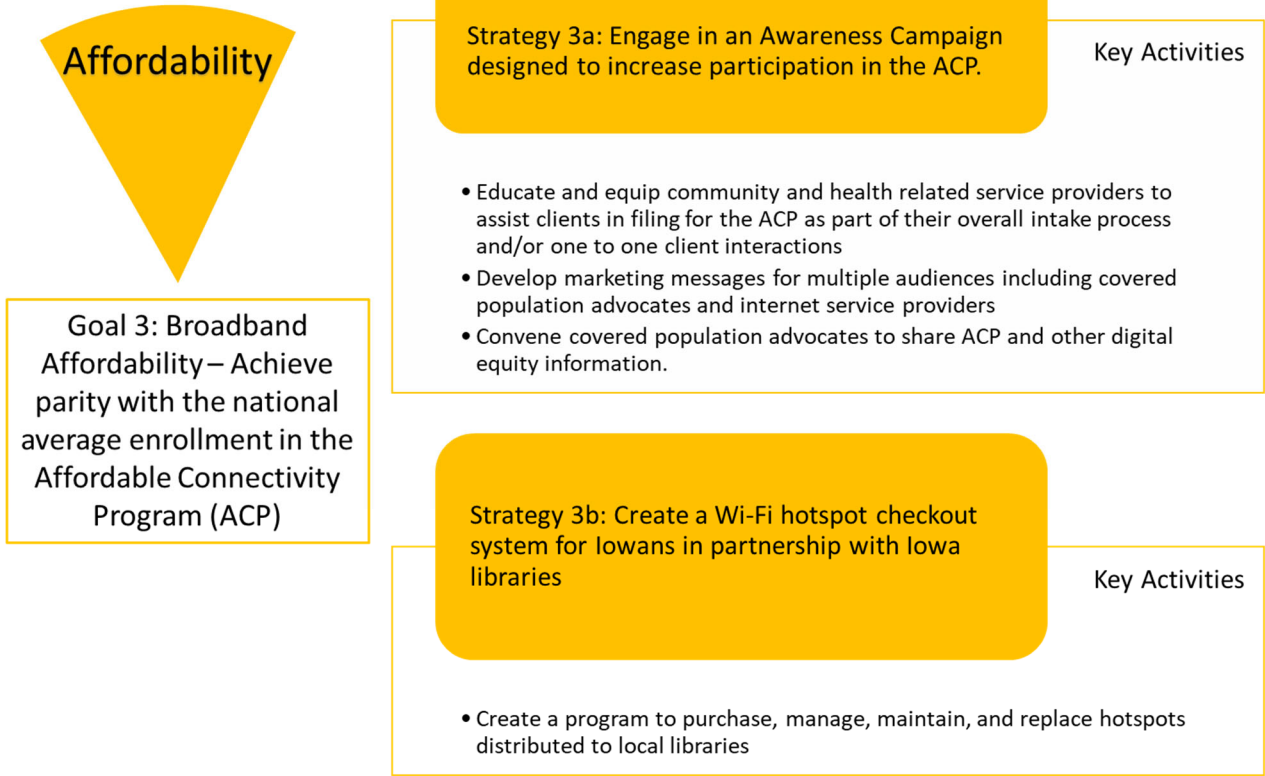 Affordability
Goal 3: Broadband
Affordability – Achieve
parity with the national
average enrollment in the
Affordable Connectivity
Program (ACP)
Strategy 3a: Engage in an Awareness Campaign
designed to increase participation in the ACP.
Key Activities
• Educate and equip community and health related service providers to
assist clients in filing for the ACP as part of their overall intake process
and/or one to one client interactions
• Develop marketing messages for multiple audiences including covered
population advocates and internet service providers
• Convene covered population advocates to share ACP and other digital
equity information.
Strategy 3b: Create a Wi-Fi hotspot checkout
system for Iowans in partnership with Iowa
libraries
Key Activities
• Create a program to purchase, manage, maintain, and replace hotspots
distributed to local libraries